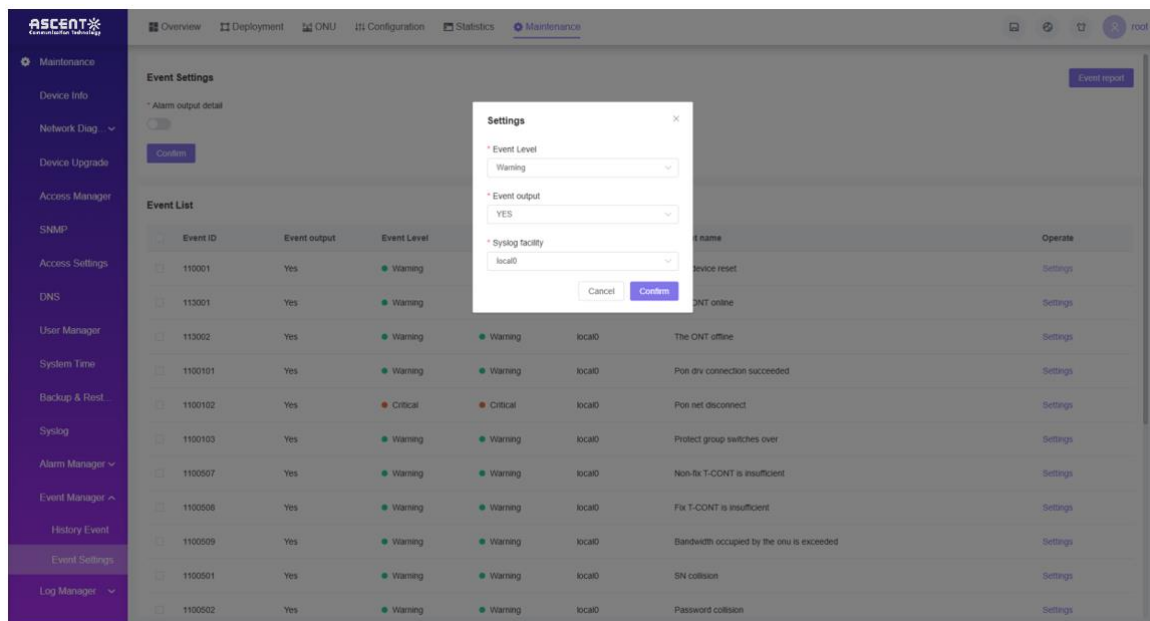 ASCENT
Communication Technology
Overview Deployment ONU Configuration Statistics Maintenance root
Maintenance
Device Info
Network Diag...
Device Upgrade
Access Manager
SNMP
Access Settings
DNS
User Manager
System Time
Backup & Rest...
Syslog
Alarm Manager
Event Manager
History Event
Event Settings
Log Manager
Event Settings Event report
* Alarm output detail
Confirm
Settings
* Event Level
Warning
* Event output
YES
* Syslog facility
local0
Cancel Confirm
Event List
Event ID Event output Event Level name Operate
110001 Yes Warning device reset Settings
113001 Yes Warning ONT online Settings
113002 Yes Warning Warning local0 The ONT offline Settings
1100101 Yes Warning Warning local0 Pon drv connection succeeded Settings
1100102 Yes Critical Critical local0 Pon net disconnect Settings
1100103 Yes Warning Warning local0 Protect group switches over Settings
1100507 Yes Warning Warning local0 Non-fix T-CONT is insufficient Settings
1100508 Yes Warning Warning local0 Fix T-CONT is insufficient Settings
1100509 Yes Warning Warning local0 Bandwidth occupied by the onu is exceeded Settings
1100501 Yes Warning Warning local0 SN collision Settings
1100502 Yes Warning Warning local0 Password collision Settings